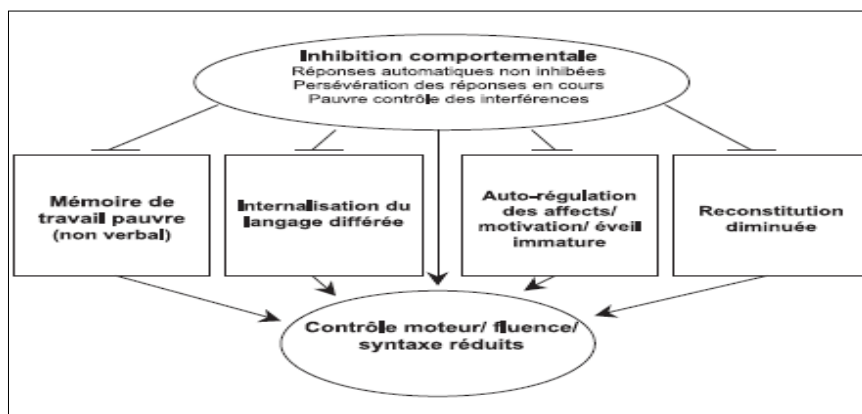 Inhibition comportementale
Réponses automatiques non inhibées
Persévération des réponses en cours
Pauvre contrôle des interférences
Mémoire de
travail pauvre
(non verbal)
Internalisation du
langage différée
Auto-régulation
des affects/
motivation/ éveil
immature
Reconstitution
diminuée
Contrôle moteur/ fluence/
syntaxe réduits